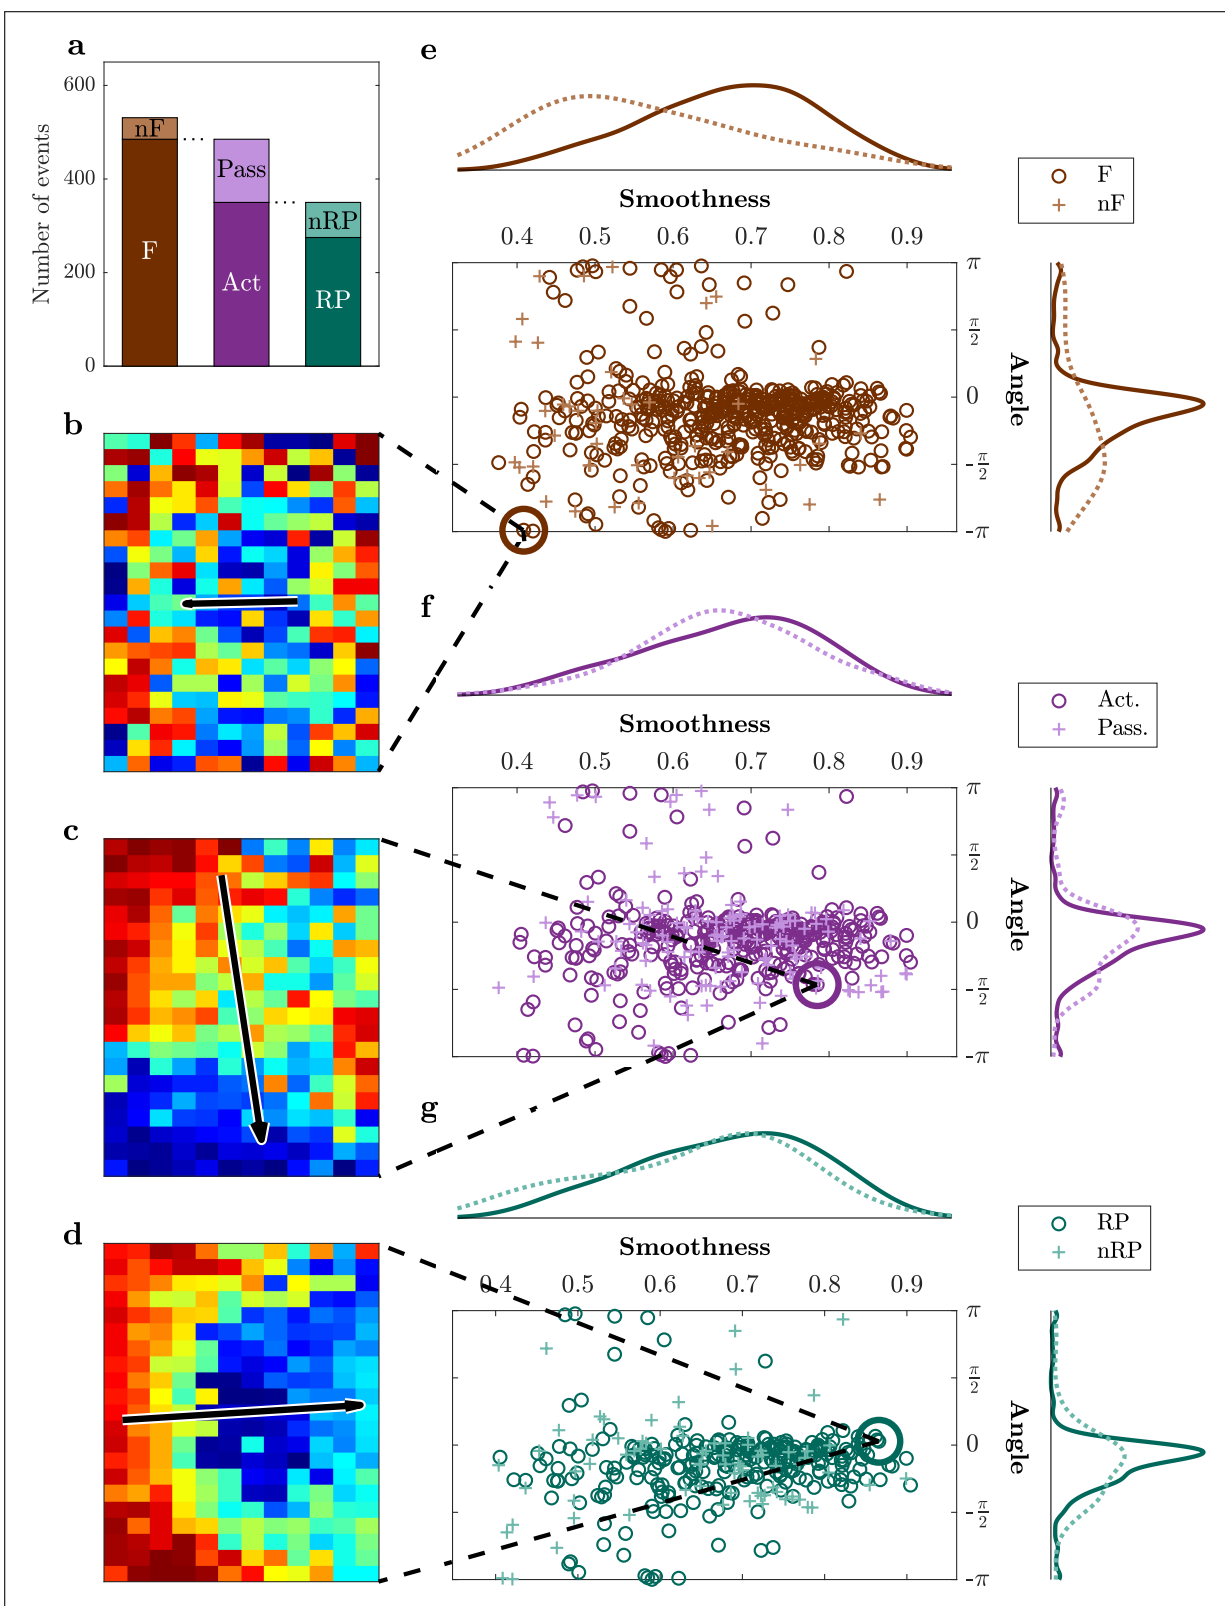 a
Number of events
600
400
200
0
nF
F
Pass
Act
nRP
RP
b
c
d
e
Smoothness
0.4 0.5 0.6 0.7 0.8 0.9
π
π/2
0
-π/2
-π
Angle
F
nF
f
Smoothness
0.4 0.5 0.6 0.7 0.8 0.9
π
π/2
0
-π/2
-π
Angle
Act.
Pass.
g
Smoothness
0.4 0.5 0.6 0.7 0.8 0.9
π
π/2
0
-π/2
-π
Angle
RP
nRP